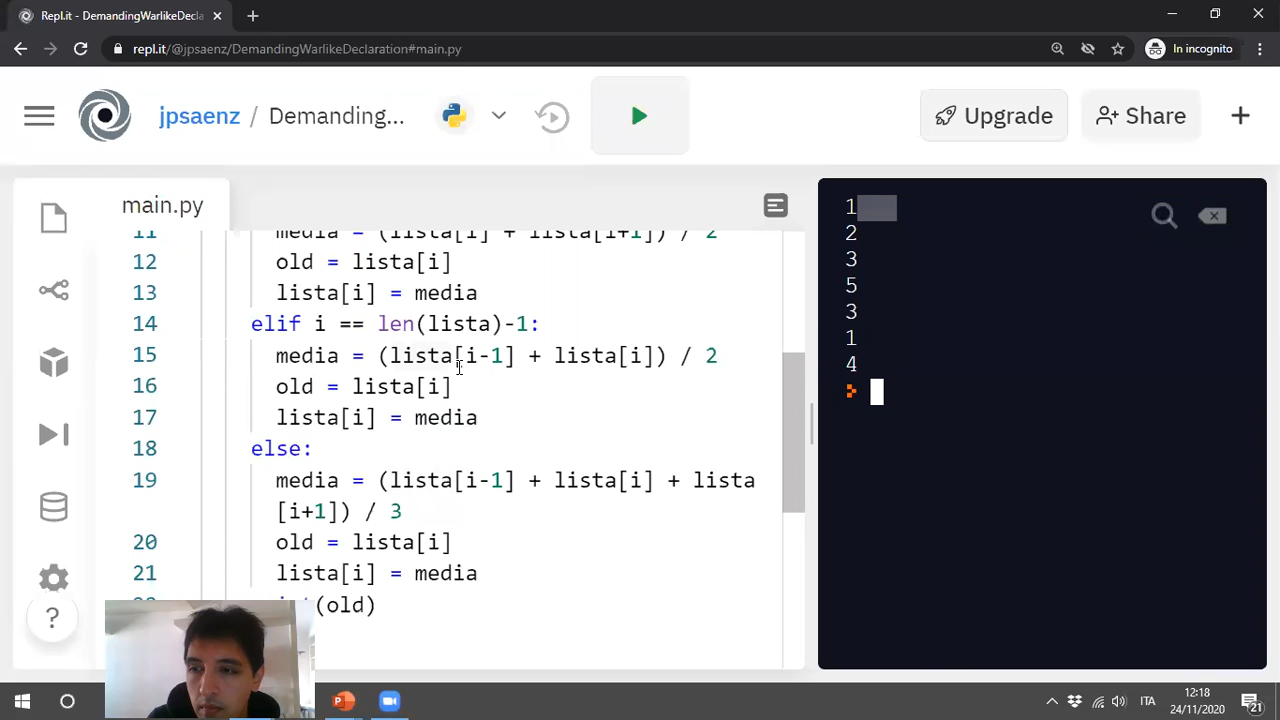 Repl.it - DemandingWarlikeDecla
In incognito
repl.it/@jpsaenz/DemandingWarlikeDeclaration#main.py
jpsaenz / Demanding...
Upgrade
Share
main.py
11 media = (lista[i] + lista[i+1]) / 2
12 old = lista[i]
13 lista[i] = media
14 elif i == len(lista)-1:
15 media = (lista[i-1] + lista[i]) / 2
16 old = lista[i]
17 lista[i] = media
18 else:
19 media = (lista[i-1] + lista[i] + lista
[i+1]) / 3
20 old = lista[i]
21 lista[i] = media
(old)
1
2
3
5
3
1
4
?
ITA
12:18
24/11/2020
21